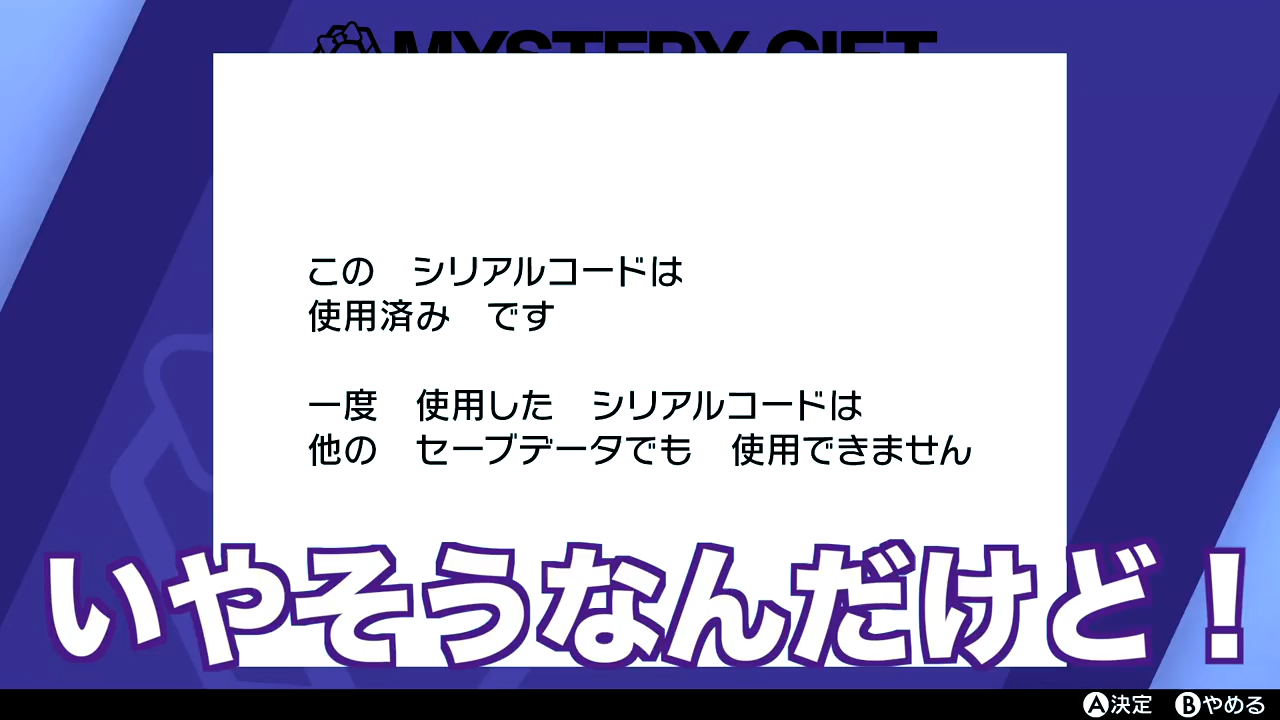 MYSTERY GIFT
この　シリアルコードは
使用済み　です
一度　使用した　シリアルコードは
他の　セーブデータでも　使用できません
いやそうなんだけど！
A決定　Bやめる